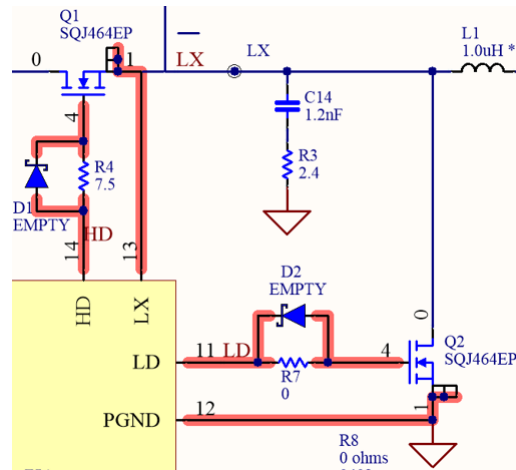 Q1
SQJ464EP
0
1
LX
LX
L1
1.0uH *
4
C14
1.2nF
R4
7.5
R3
2.4
D1
EMPTY
HD
14
13
HD
LX
D2
EMPTY
0
Q2
SQJ464EP
LD
11
LD
4
R7
0
1
PGND
12
R8
0 ohms